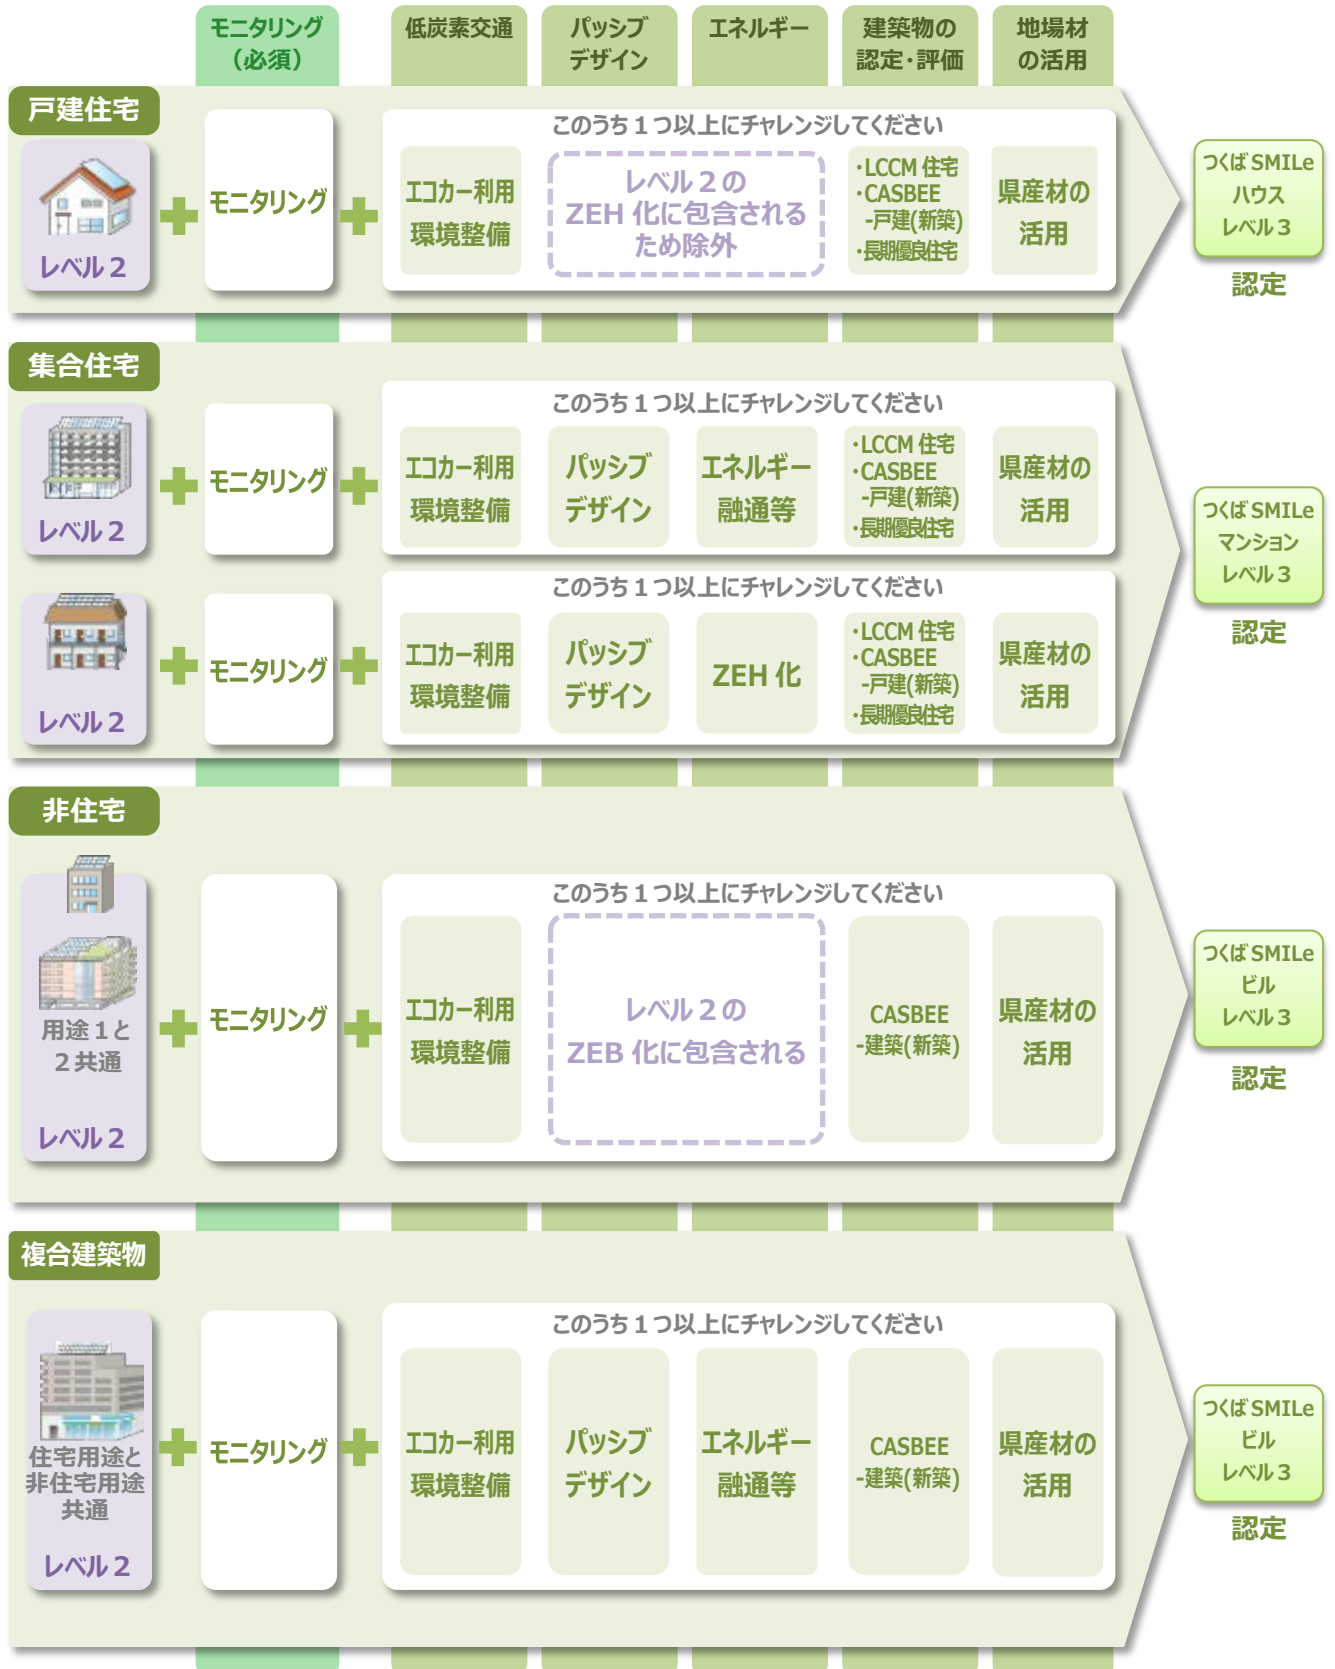 モニタリング
（必須）
低炭素交通
パッシブ
デザイン
エネルギー
建築物の
認定・評価
地場材
の活用
戸建住宅
レベル２
モニタリング
このうち１つ以上にチャレンジしてください
エコカー利用
環境整備
レベル２の
ZEH 化に包含される
ため除外
・LCCM 住宅
・CASBEE
-戸建(新築)
・長期優良住宅
県産材の
活用
つくば SMILe
ハウス
レベル３
認定
集合住宅
レベル２
モニタリング
このうち１つ以上にチャレンジしてください
エコカー利用
環境整備
パッシブ
デザイン
エネルギー
融通等
・LCCM 住宅
・CASBEE
-戸建(新築)
・長期優良住宅
県産材の
活用
つくば SMILe
マンション
レベル３
認定
レベル２
モニタリング
このうち１つ以上にチャレンジしてください
エコカー利用
環境整備
パッシブ
デザイン
ZEH 化
・LCCM 住宅
・CASBEE
-戸建(新築)
・長期優良住宅
県産材の
活用
非住宅
用途１と
２共通
レベル２
モニタリング
このうち１つ以上にチャレンジしてください
エコカー利用
環境整備
レベル２の
ZEB 化に包含される
CASBEE
-建築(新築)
県産材の
活用
つくば SMILe
ビル
レベル３
認定
複合建築物
住宅用途と
非住宅用途
共通
レベル２
モニタリング
このうち１つ以上にチャレンジしてください
エコカー利用
環境整備
パッシブ
デザイン
エネルギー
融通等
CASBEE
-建築(新築)
県産材の
活用
つくば SMILe
ビル
レベル３
認定